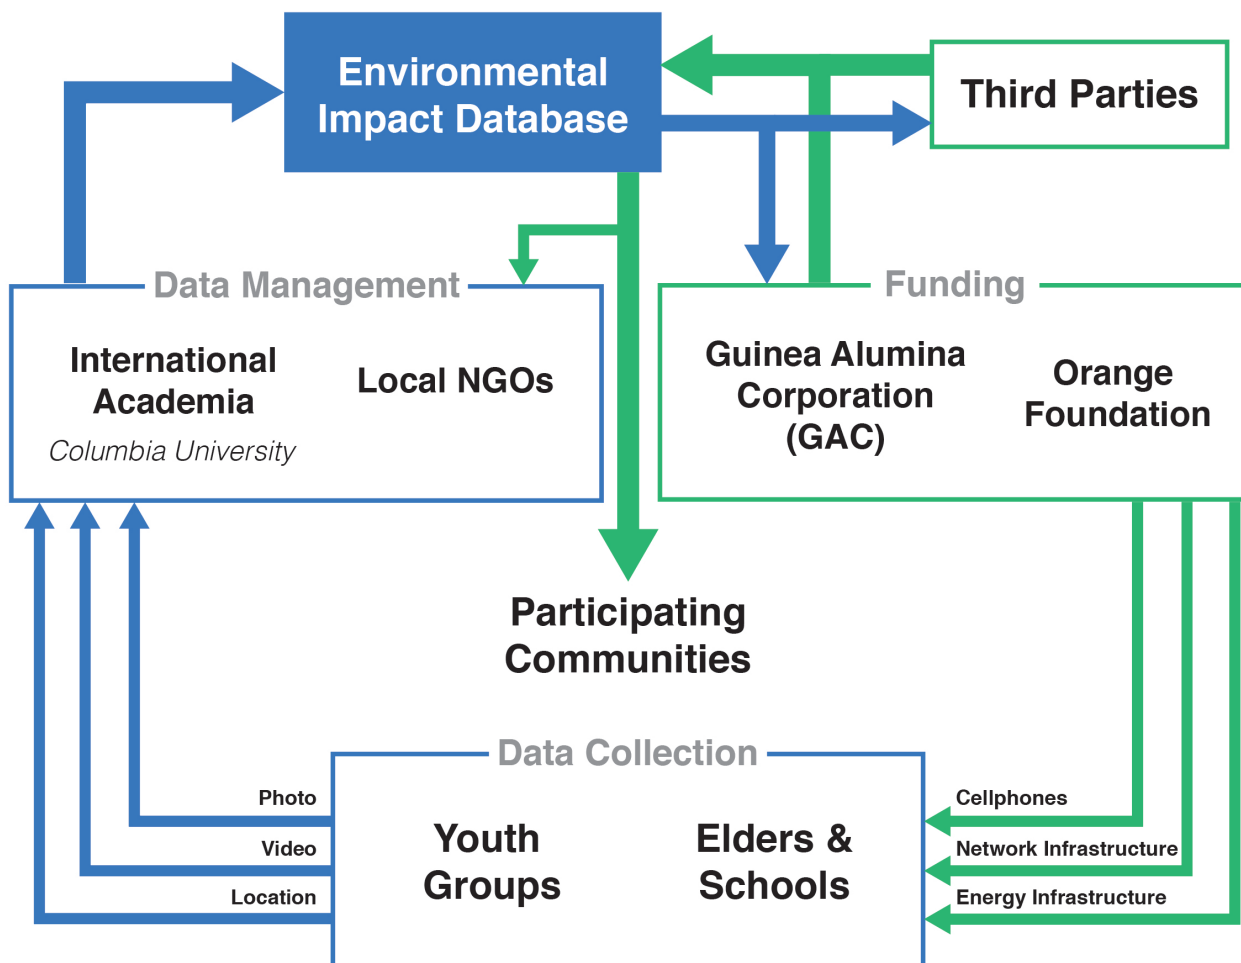 Environmental
Impact Database
Third Parties
Data Management
Funding
International
Academia
Columbia University
Local NGOs
Guinea Alumina
Corporation
(GAC)
Orange
Foundation
Participating
Communities
Data Collection
Photo
Video
Location
Youth
Groups
Elders &
Schools
Cellphones
Network Infrastructure
Energy Infrastructure